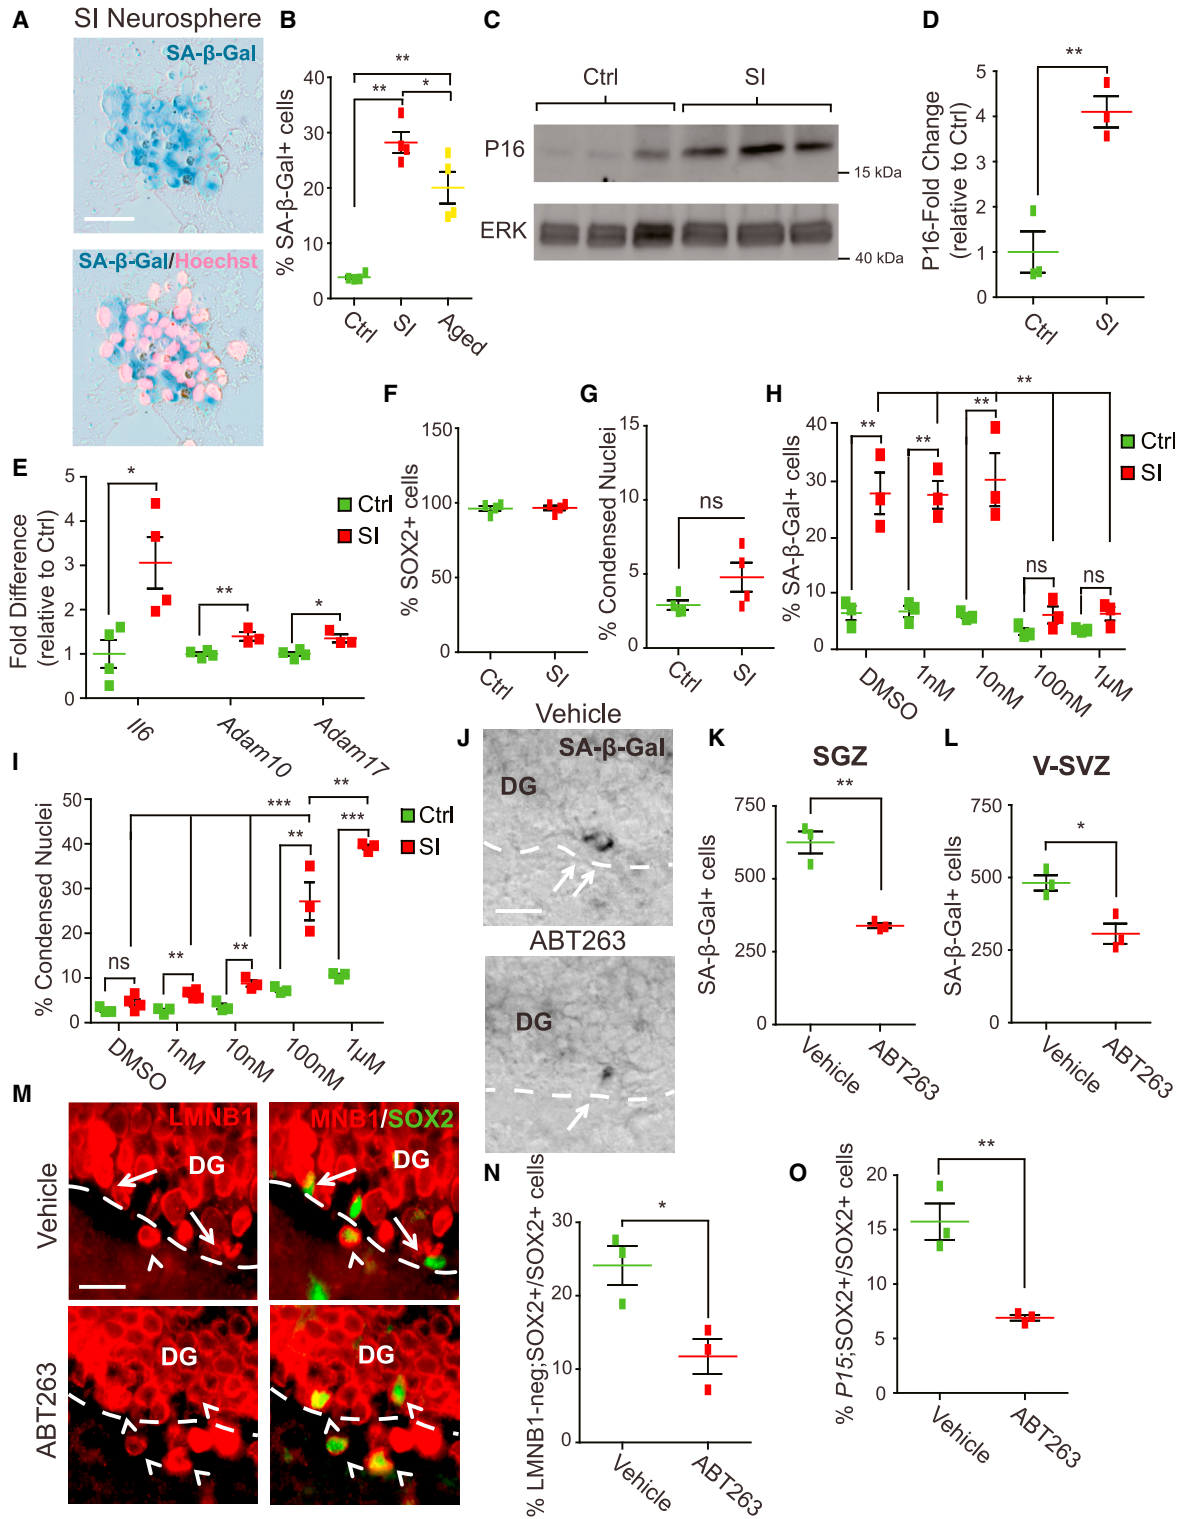 A
SI Neurosphere
SA-β-Gal
SA-β-Gal/Hoechst
B
% SA-β-Gal+ cells
40
30
20
10
0
**
**
*
Ctrl
SI
Aged
C
Ctrl
SI
P16
15 kDa
ERK
40 kDa
D
P16-Fold Change
(relative to Ctrl)
5
4
3
2
1
0
**
Ctrl
SI
E
Fold Difference
(relative to Ctrl)
5
4
3
2
1
0
*
**
*
Ctrl
SI
Il6
Adam10
Adam17
F
% SOX2+ cells
150
100
50
0
Ctrl
SI
G
% Condensed Nuclei
15
10
5
0
ns
Ctrl
SI
H
% SA-β-Gal+ cells
40
30
20
10
0
**
**
**
**
ns
ns
Ctrl
SI
DMSO
1nM
10nM
100nM
1μM
I
% Condensed Nuclei
50
40
30
20
10
0
ns
**
**
***
**
**
***
Ctrl
SI
DMSO
1nM
10nM
100nM
1μM
J
Vehicle
SA-β-Gal
DG
ABT263
DG
K
SGZ
SA-β-Gal+ cells
750
500
250
0
**
Vehicle
ABT263
L
V-SVZ
SA-β-Gal+ cells
750
500
250
0
*
Vehicle
ABT263
M
Vehicle
LMNB1
DG
MNB1/SOX2
DG
ABT263
DG
DG
N
% LMNB1-neg;SOX2+/SOX2+ cells
30
20
10
0
*
Vehicle
ABT263
O
% P15;SOX2+/SOX2+ cells
20
15
10
5
0
**
Vehicle
ABT263